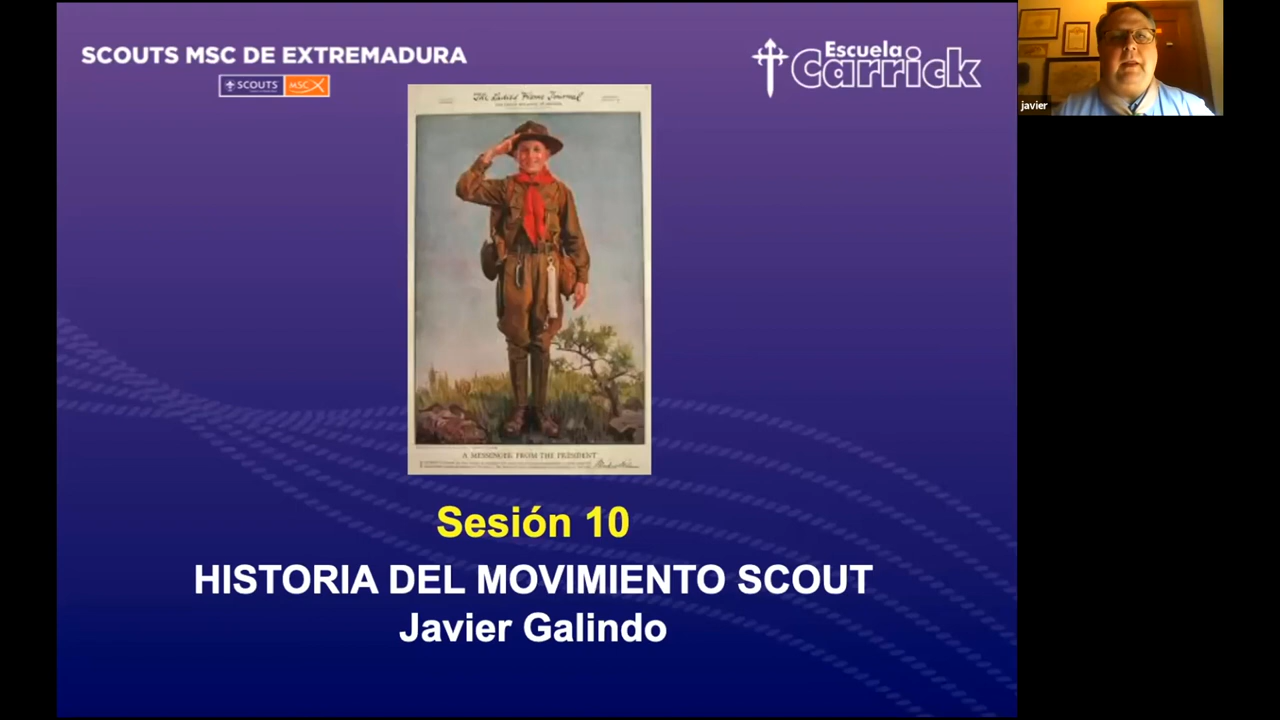 SCOUTS MSC DE EXTREMADURA
SCOUTS MSC
Escuela
Carrick
javier
The Ladies Home Journal
A MESSENGER FROM THE PRESIDENT
Sesión 10
HISTORIA DEL MOVIMIENTO SCOUT
Javier Galindo